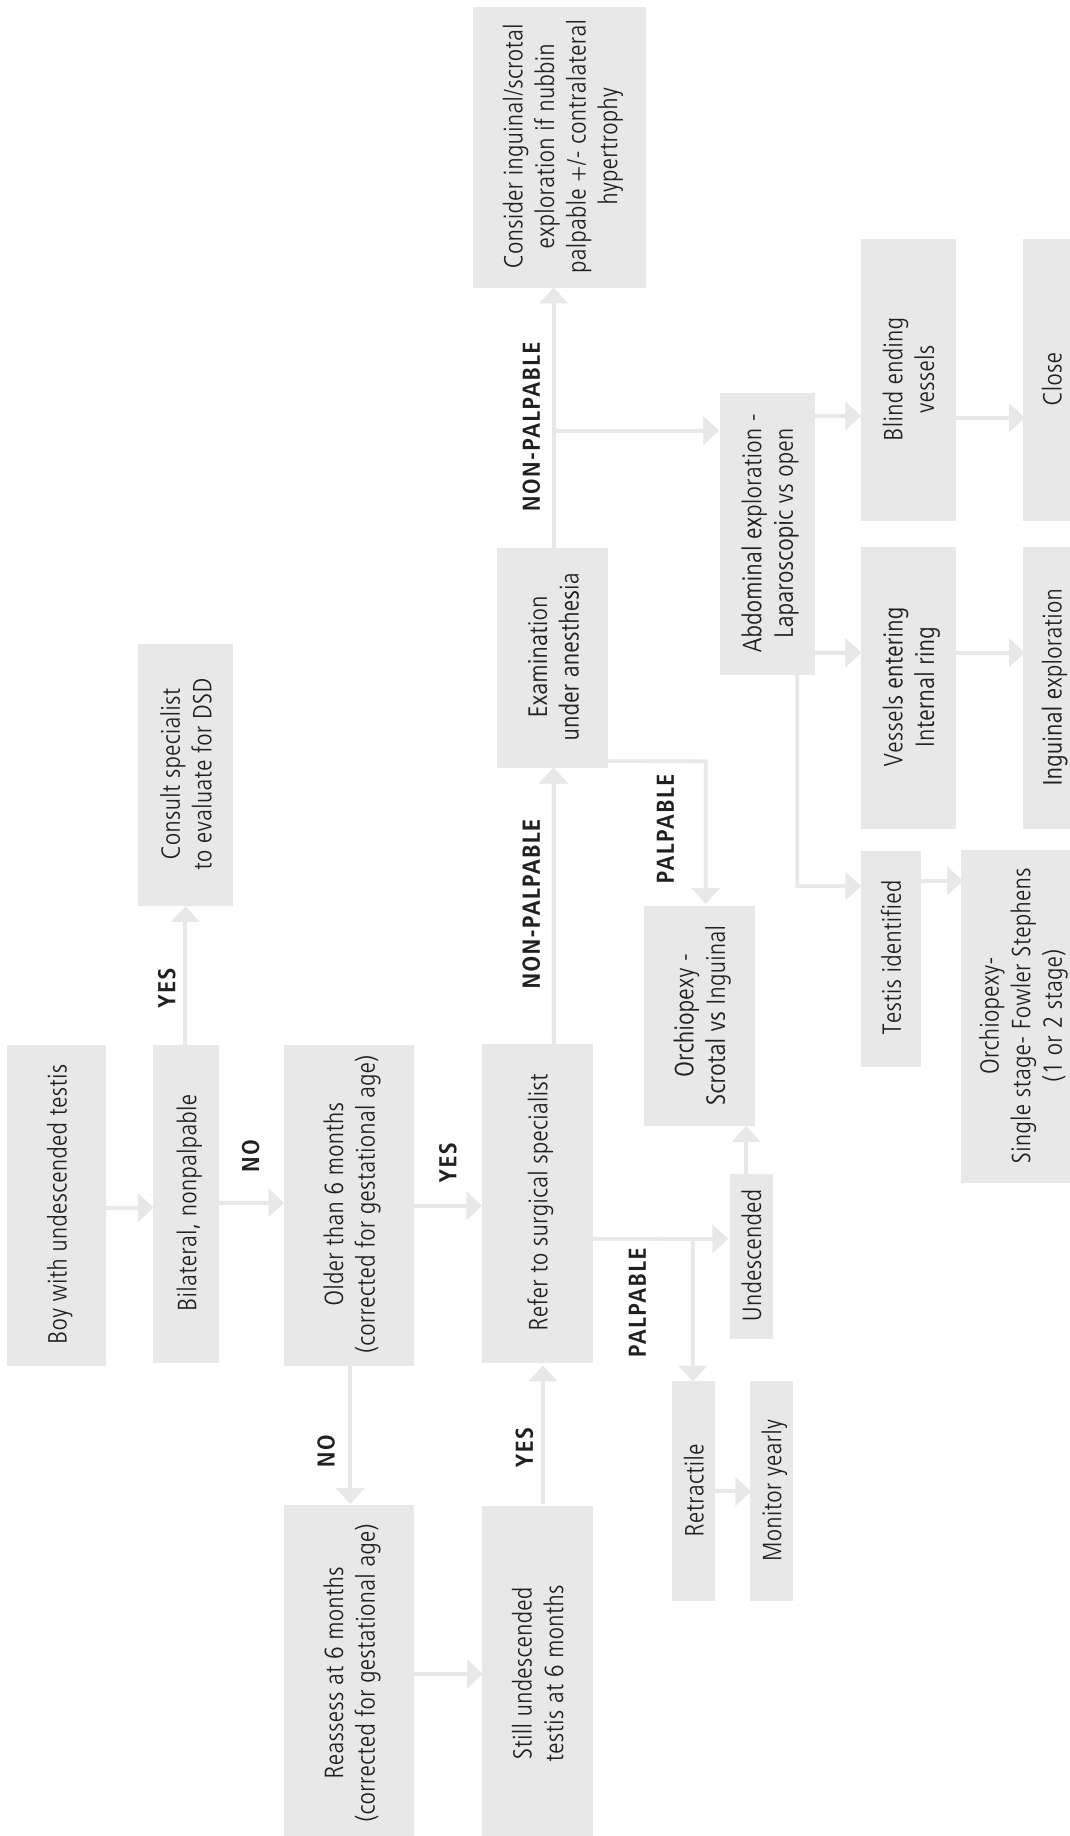 Boy with undescended testis
Bilateral, nonpalpable
YES
Consult specialist
to evaluate for DSD
NO
Older than 6 months
(corrected for gestational age)
NO
Reassess at 6 months
(corrected for gestational age)
YES
Still undescended
testis at 6 months
YES
Refer to surgical specialist
NON-PALPABLE
Examination
under anesthesia
NON-PALPABLE
Consider inguinal/scrotal
exploration if nubbin
palpable +/- contralateral
hypertrophy
PALPABLE
Retractile
Monitor yearly
Undescended
PALPABLE
Orchiopexy -
Scrotal vs Inguinal
Abdominal exploration -
Laparoscopic vs open
Testis identified
Vessels entering
Internal ring
Blind ending
vessels
Orchiopexy-
Single stage- Fowler Stephens
(1 or 2 stage)
Inguinal exploration
Close